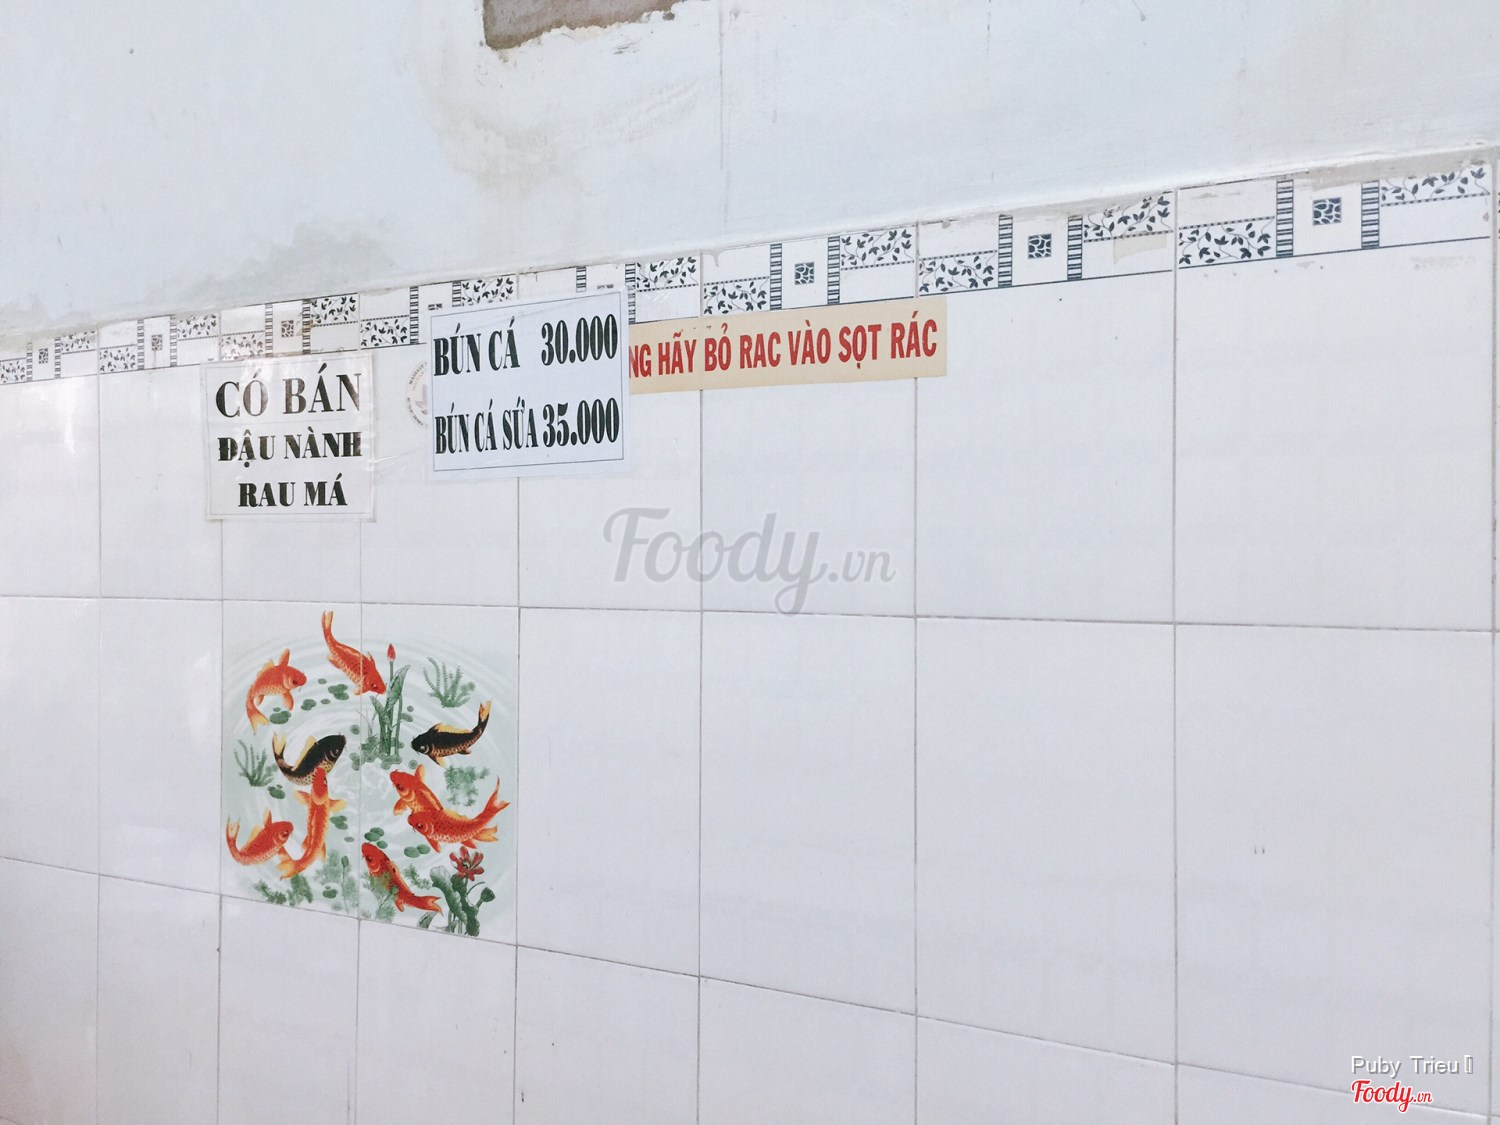 CÓ BÁN
ĐẬU NÀNH
RAU MÁ
BÚN CÁ 30.000
BÚN CÁ SỨA 35.000
NG HÃY BỎ RAC VÀO SỌT RÁC
Foody.vn
Puby Trieu
Foody.vn